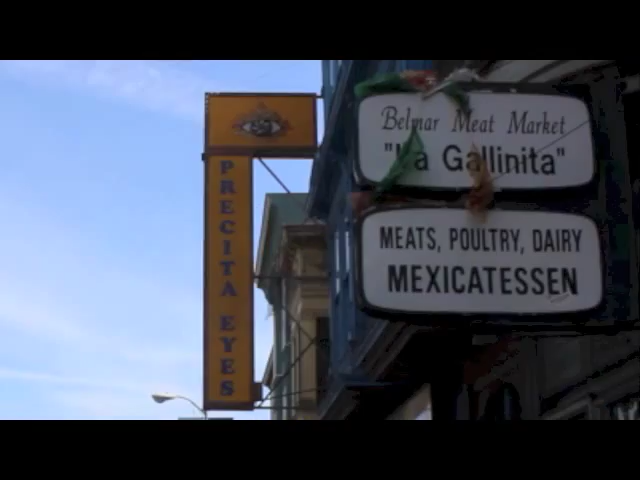 PRECITA EYES
Belmar Meat Market
"La Gallinita"
MEATS, POULTRY, DAIRY
MEXICATESSEN